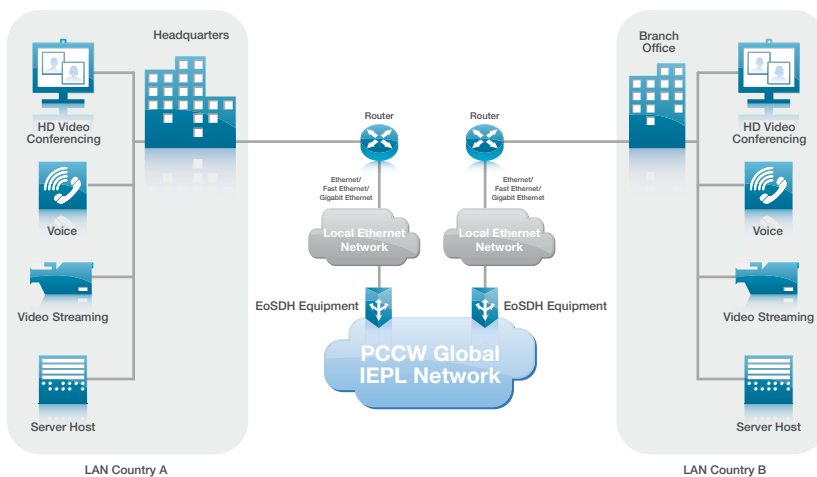 Headquarters
HD Video
Conferencing
Voice
Video Streaming
Server Host
LAN Country A
Router
Ethernet/
Fast Ethernet/
Gigabit Ethernet
Local Ethernet
Network
EoSDH Equipment
Router
Ethernet/
Fast Ethernet/
Gigabit Ethernet
Local Ethernet
Network
EoSDH Equipment
PCCW Global
IEPL Network
Branch
Office
HD Video
Conferencing
Voice
Video Streaming
Server Host
LAN Country B